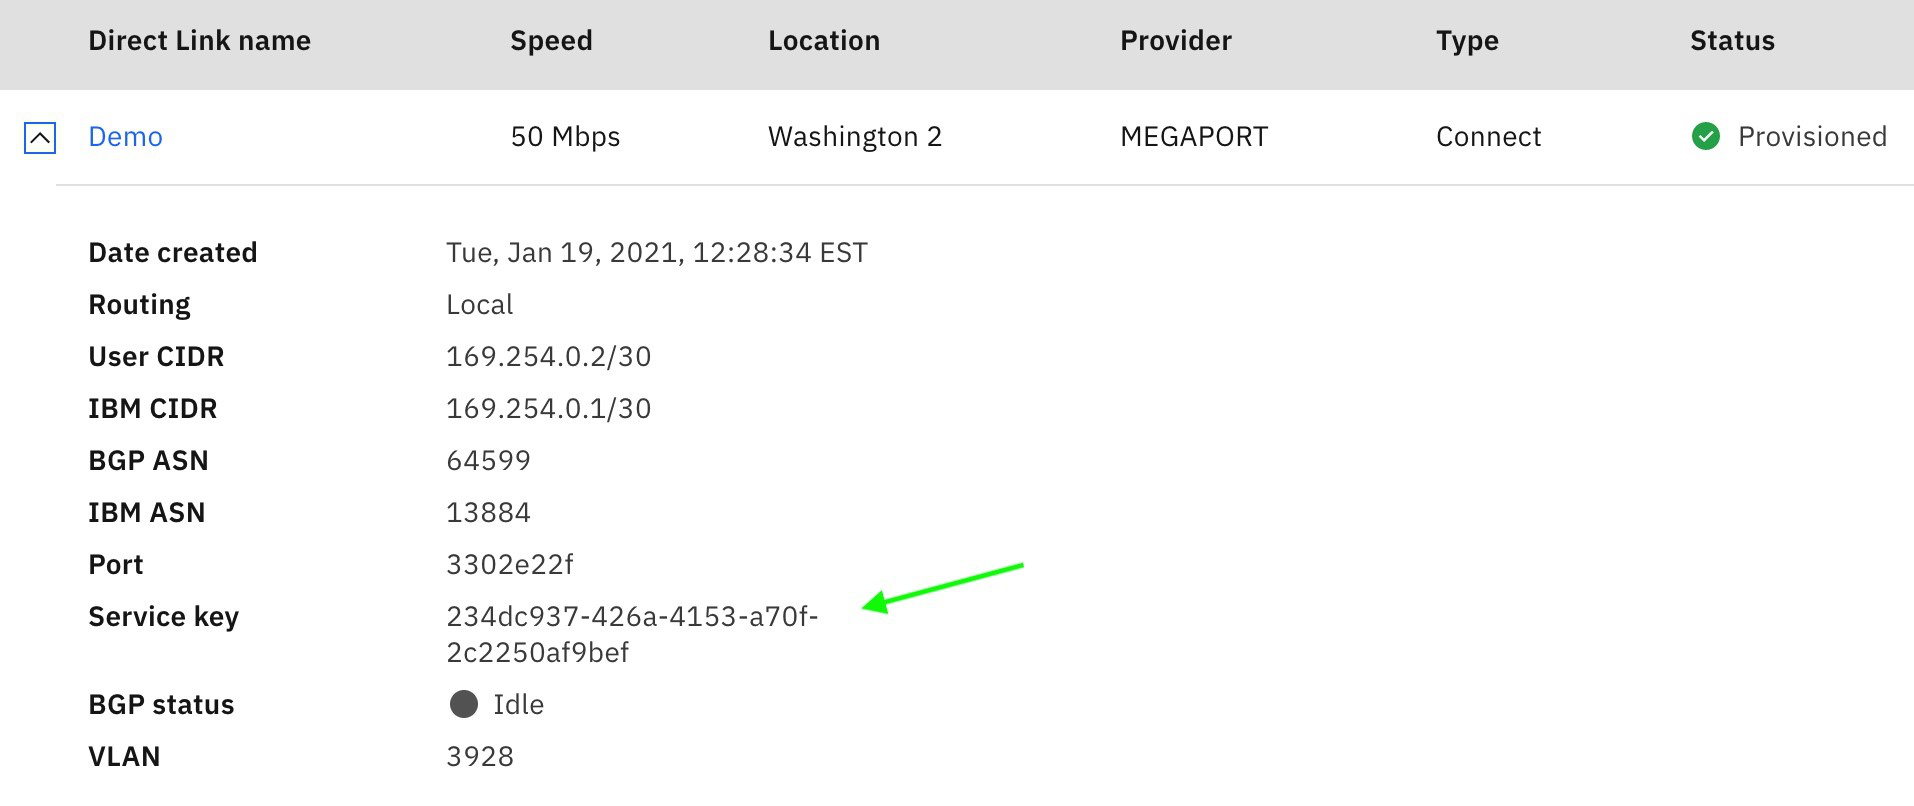 Direct Link name Speed Location Provider Type Status
Demo 50 Mbps Washington 2 MEGAPORT Connect Provisioned
Date created Tue, Jan 19, 2021, 12:28:34 EST
Routing Local
User CIDR 169.254.0.2/30
IBM CIDR 169.254.0.1/30
BGP ASN 64599
IBM ASN 13884
Port 3302e22f
Service key 234dc937-426a-4153-a70f-
2c2250af9bef
BGP status Idle
VLAN 3928